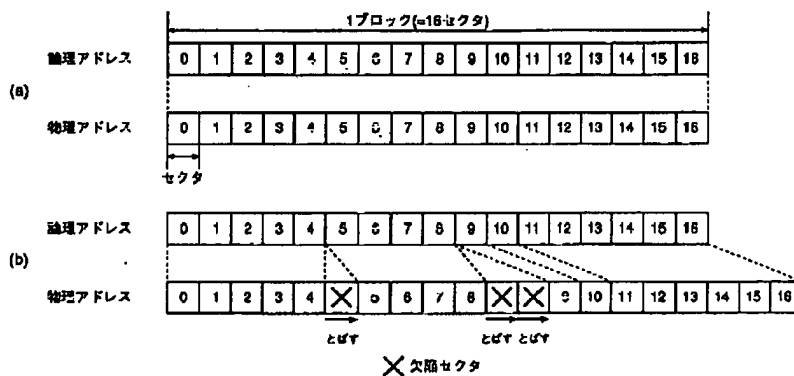 1ブロック(=16セクタ)
論理アドレス 0 1 2 3 4 5 6 7 8 9 10 11 12 13 14 15 16
(a)
物理アドレス 0 1 2 3 4 5 6 7 8 9 10 11 12 13 14 15 16
セクタ
論理アドレス 0 1 2 3 4 5 6 7 8 9 10 11 12 13 14 15 16
(b)
物理アドレス 0 1 2 3 4 5 6 7 8 9 10 11 12 13 14 15 16
とばす とばす とばす
欠陥セクタ